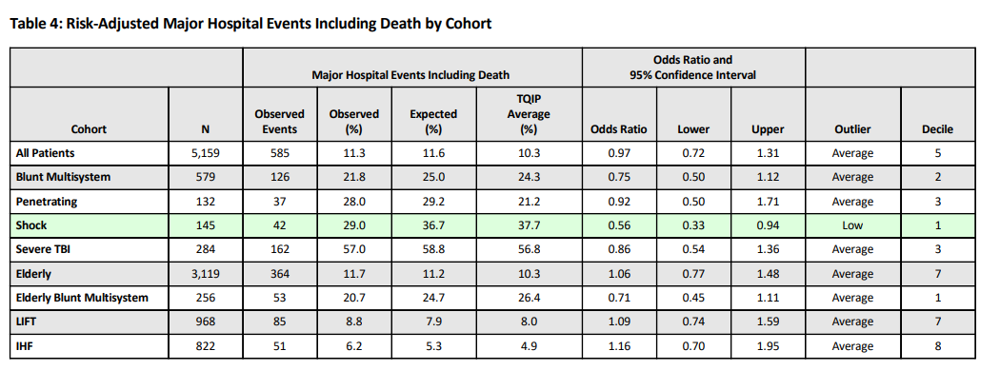 Table 4: Risk-Adjusted Major Hospital Events Including Death by Cohort
Major Hospital Events Including Death
Odds Ratio and
95% Confidence Interval
Cohort N Observed Events Observed (%) Expected (%) TQIP Average (%) Odds Ratio Lower Upper Outlier Decile
All Patients 5,159 585 11.3 11.6 10.3 0.97 0.72 1.31 Average 5
Blunt Multisystem 579 126 21.8 25.0 24.3 0.75 0.50 1.12 Average 2
Penetrating 132 37 28.0 29.2 21.2 0.92 0.50 1.71 Average 3
Shock 145 42 29.0 36.7 37.7 0.56 0.33 0.94 Low 1
Severe TBI 284 162 57.0 58.8 56.8 0.86 0.54 1.36 Average 3
Elderly 3,119 364 11.7 11.2 10.3 1.06 0.77 1.48 Average 7
Elderly Blunt Multisystem 256 53 20.7 24.7 26.4 0.71 0.45 1.11 Average 1
LIFT 968 85 8.8 7.9 8.0 1.09 0.74 1.59 Average 7
IHF 822 51 6.2 5.3 4.9 1.16 0.70 1.95 Average 8